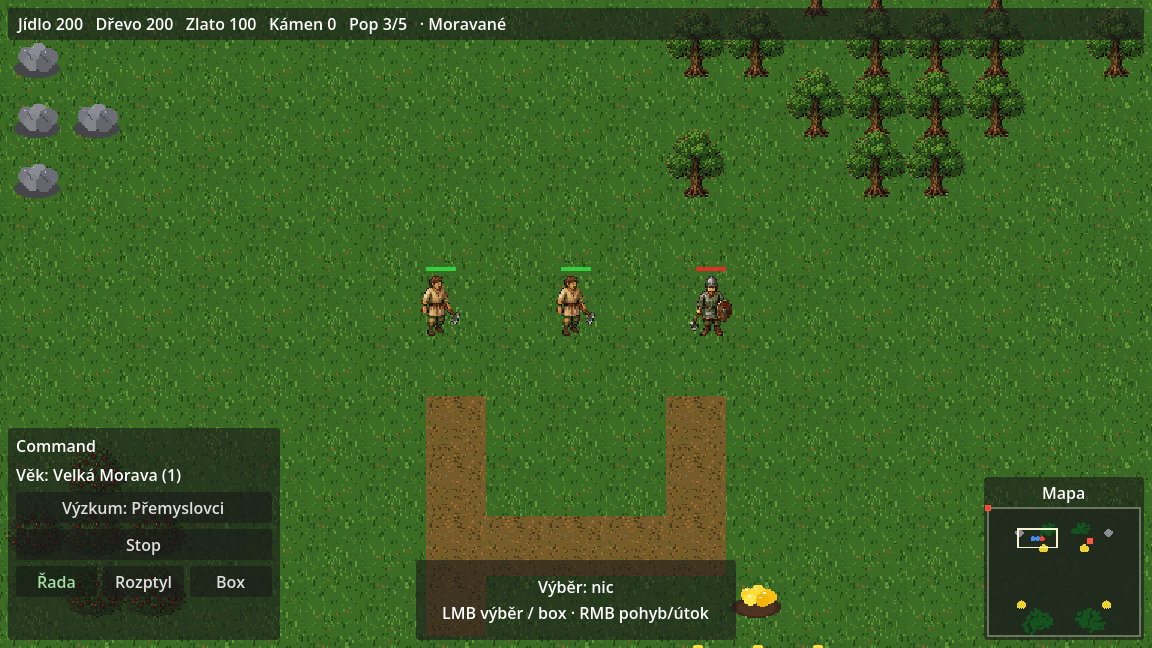 Jídlo 200 Dřevo 200 Zlato 100 Kámen 0 Pop 3/5 · Moravané
Command
Věk: Velká Morava (1)
Výzkum: Přemyslovci
Stop
Řada Rozptyl Box
Výběr: nic
LMB výběr / box · RMB pohyb/útok
Mapa